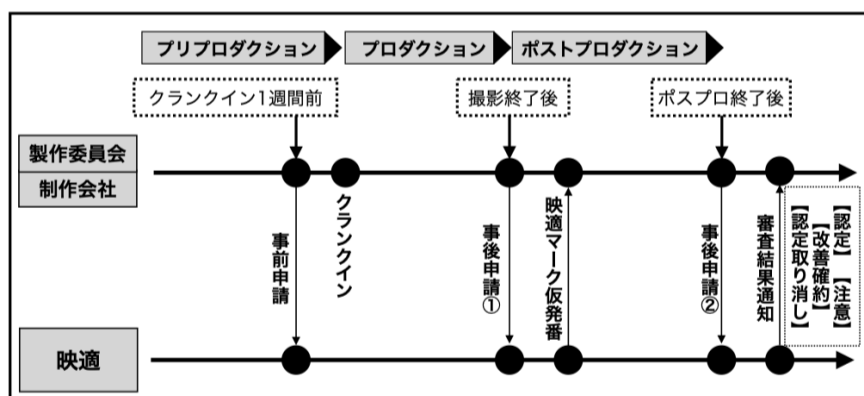 プリプロダクション
プロダクション
ポストプロダクション
クランクイン1週間前
撮影終了後
ポスプロ終了後
製作委員会
制作会社
事前申請
クランクイン
事後申請①
映適マーク仮発番
事後申請②
審査結果通知
【認定】【注意】
【改善確約】
【認定取り消し】
映適